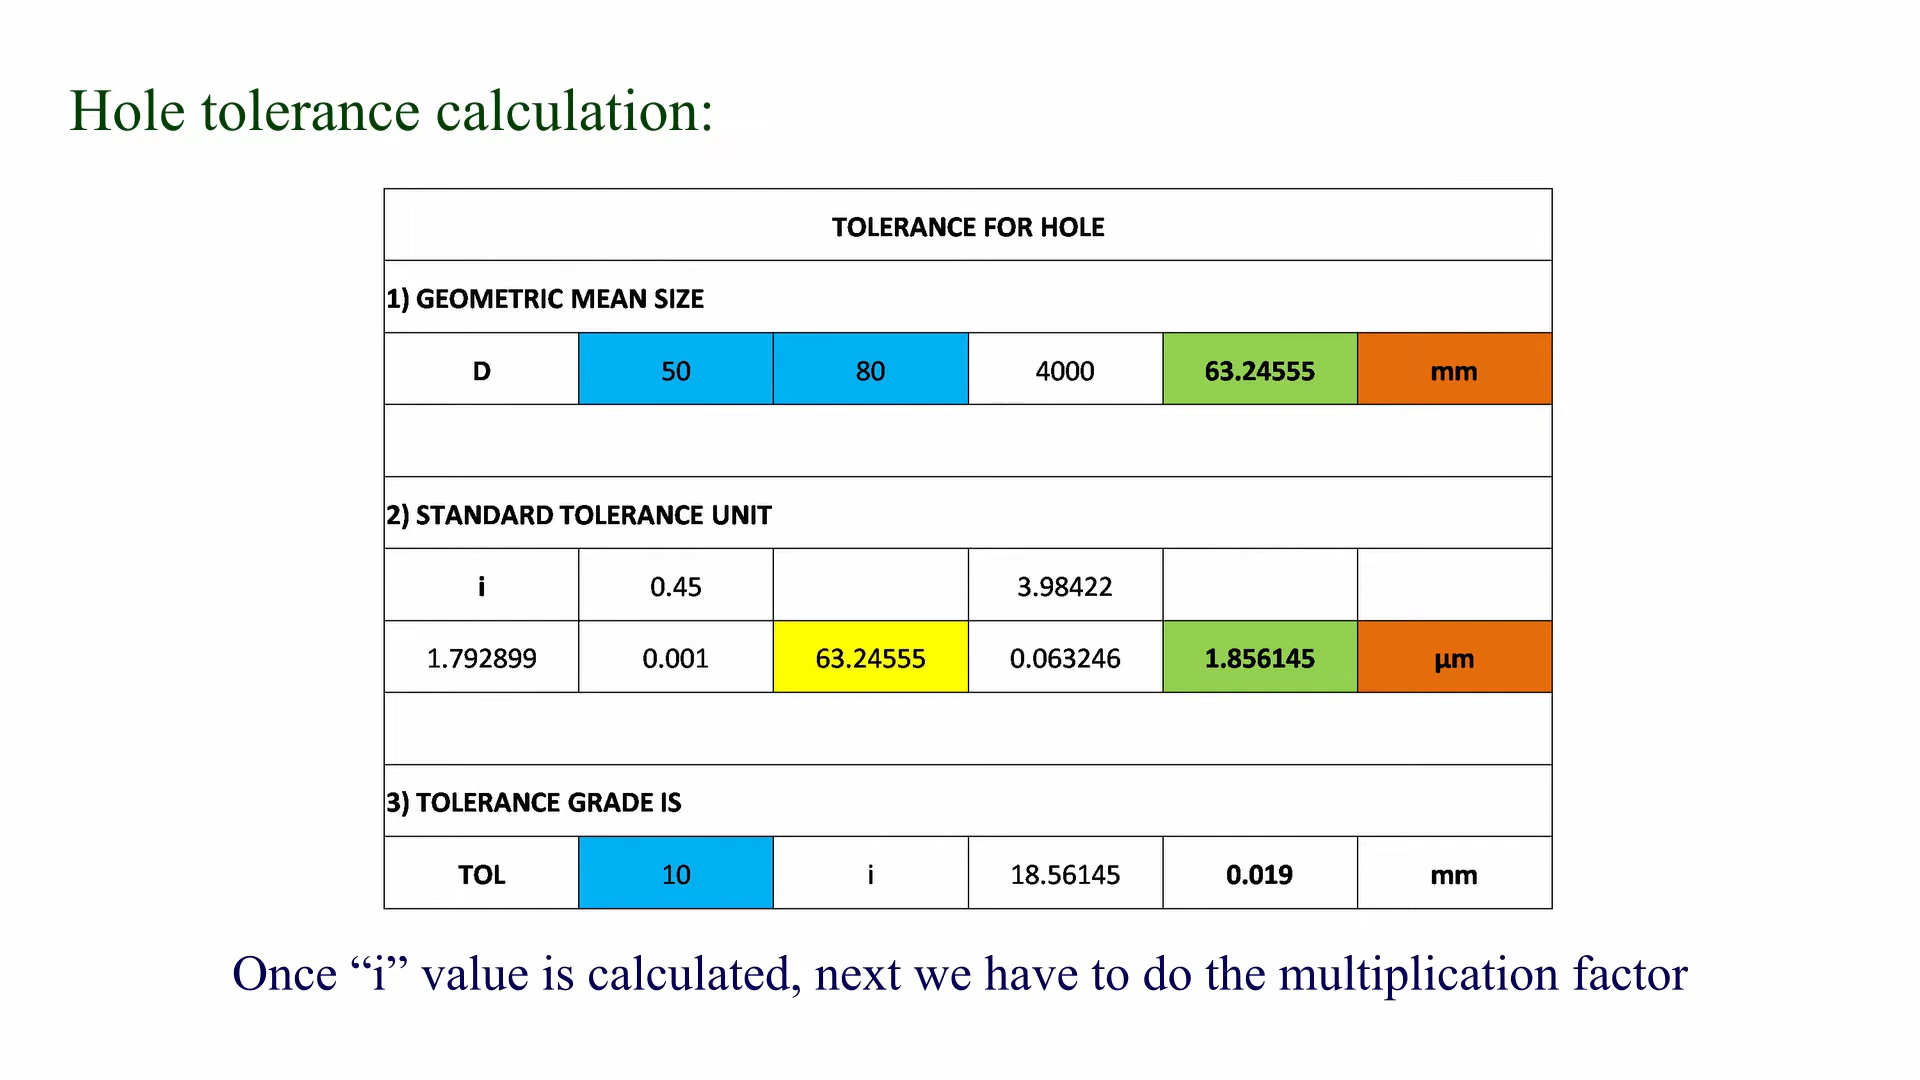 Hole tolerance calculation:
TOLERANCE FOR HOLE
1) GEOMETRIC MEAN SIZE
D 50 80 4000 63.24555 mm
2) STANDARD TOLERANCE UNIT
i 0.45 3.98422
1.792899 0.001 63.24555 0.063246 1.856145 µm
3) TOLERANCE GRADE IS
TOL 10 i 18.56145 0.019 mm
Once “i” value is calculated, next we have to do the multiplication factor